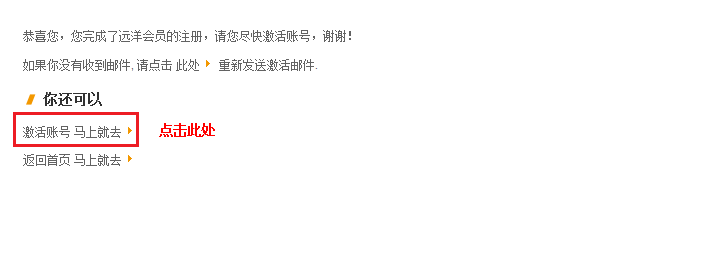 恭喜您，您完成了远洋会员的注册，请您尽快激活账号，谢谢！
如果你没有收到邮件, 请点击 此处 重新发送激活邮件.
你还可以
激活账号 马上就去 点击此处
返回首页 马上就去